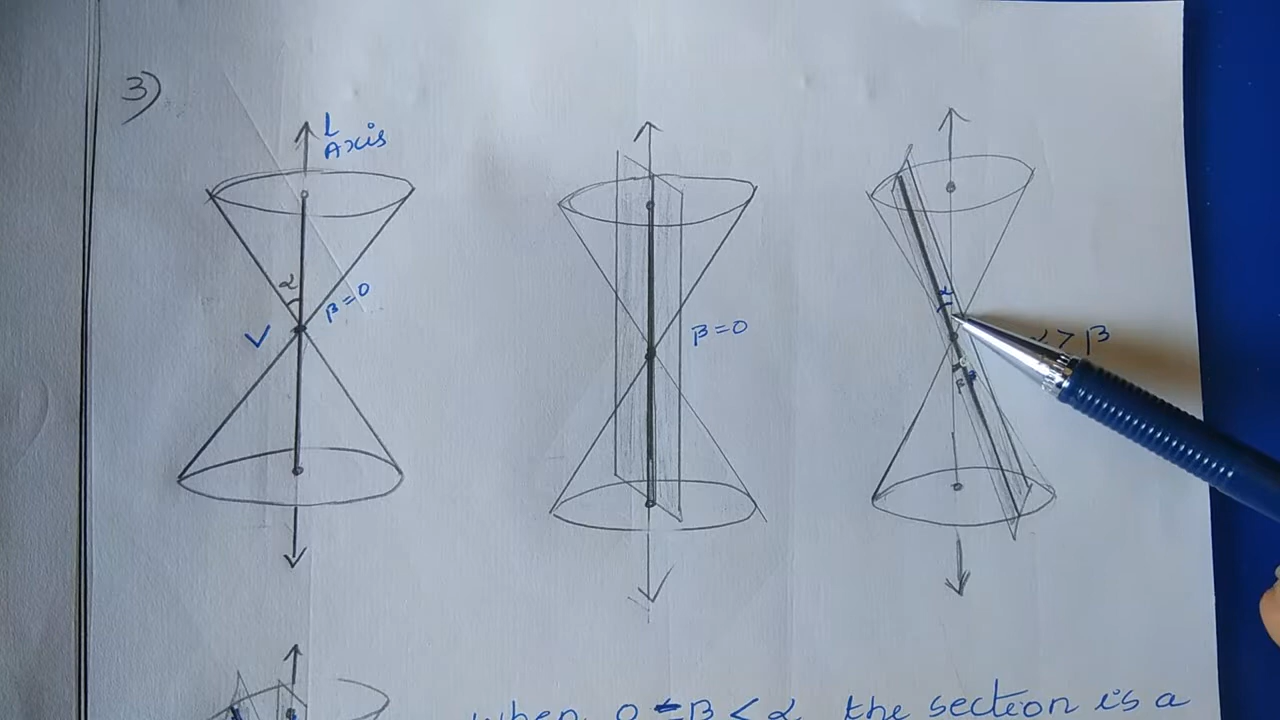 3)
L
Axis
α
β=0
V
β=0
α
> β
when 0 ≤ β < α the section is a